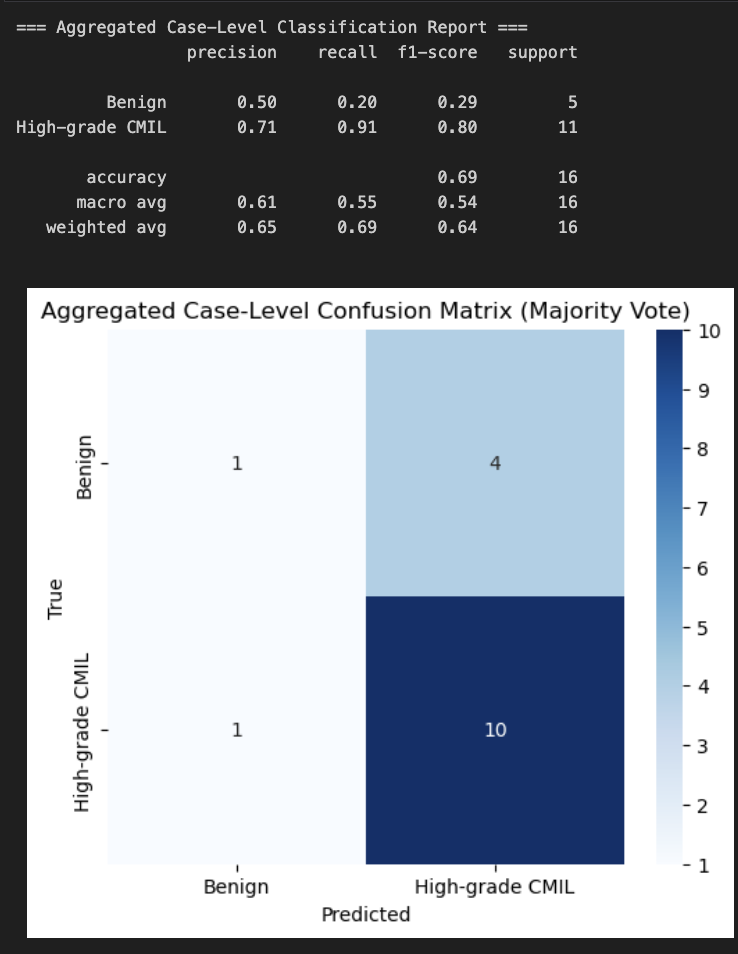 === Aggregated Case-Level Classification Report ===
precision recall f1-score support
Benign 0.50 0.20 0.29 5
High-grade CMIL 0.71 0.91 0.80 11
accuracy 0.69 16
macro avg 0.61 0.55 0.54 16
weighted avg 0.65 0.69 0.64 16
Aggregated Case-Level Confusion Matrix (Majority Vote)
True
Benign
High-grade CMIL
1
4
1
10
Benign
High-grade CMIL
Predicted
10
9
8
7
6
5
4
3
2
1